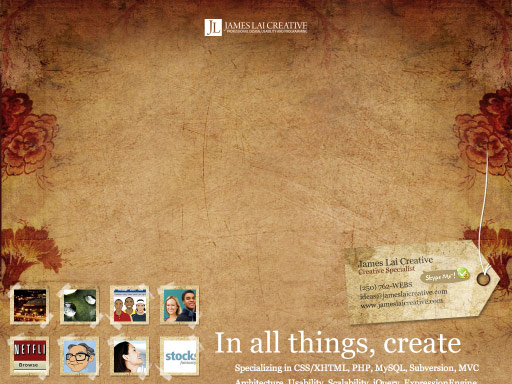 JL JAMES LAI CREATIVE
PROFESSIONAL DESIGN, USABILITY AND PROGRAMMING
James Lai Creative
Creative Specialist
Skype Me!
(250) 762-WEBS
ideas@jameslaicreative.com
www.jameslaicreative.com
NETFLI
Browse
stock
In all things, create
Specializing in CSS/XHTML, PHP, MySQL, Subversion, MVC
Architecture, Usability, Scalability, jQuery, ExpressionEngine